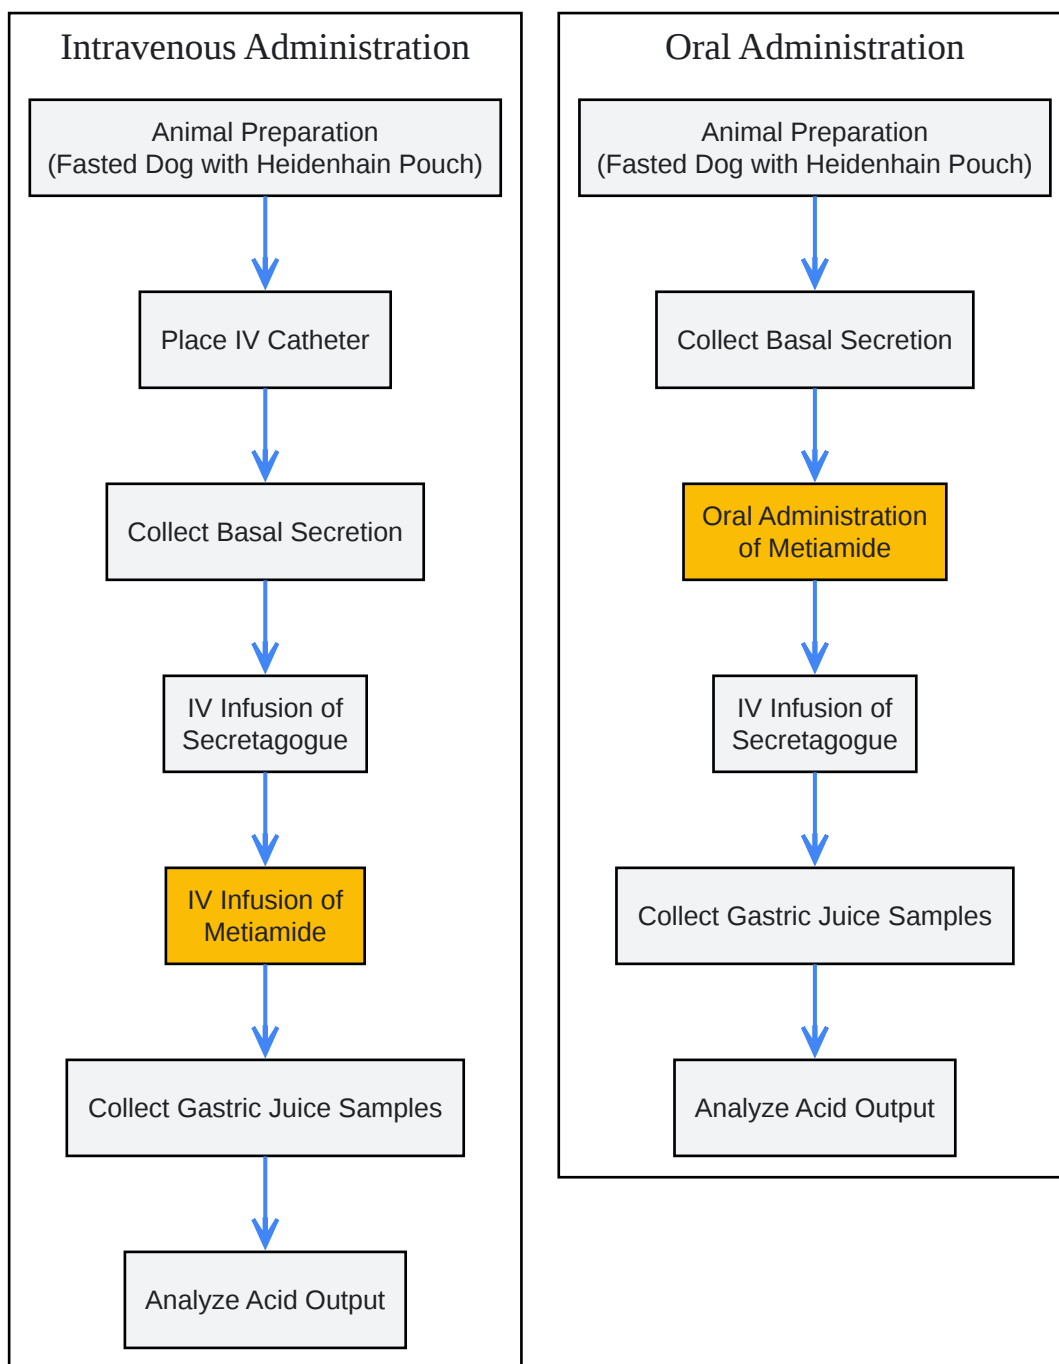 Intravenous Administration
Animal Preparation
(Fasted Dog with Heidenhain Pouch)
Place IV Catheter
Collect Basal Secretion
IV Infusion of
Secretagogue
IV Infusion of
Metiamide
Collect Gastric Juice Samples
Analyze Acid Output
Oral Administration
Animal Preparation
(Fasted Dog with Heidenhain Pouch)
Collect Basal Secretion
Oral Administration
of Metiamide
IV Infusion of
Secretagogue
Collect Gastric Juice Samples
Analyze Acid Output